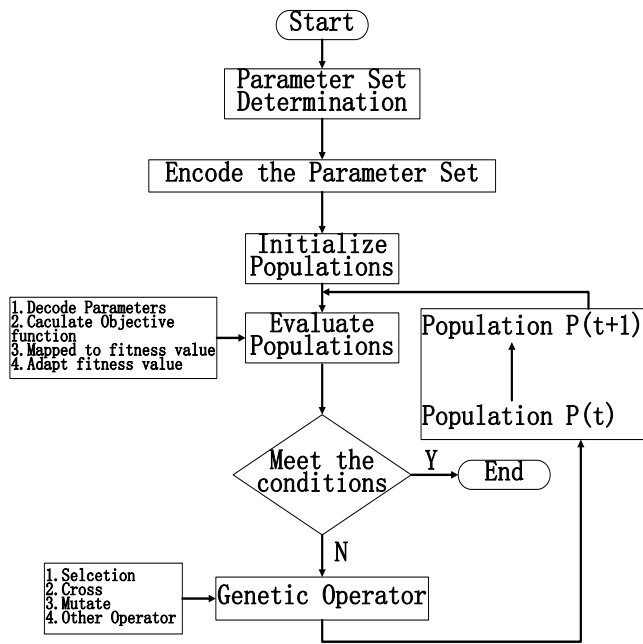 Start
Parameter Set
Determination
Encode the Parameter Set
Initialize
Populations
1.Decode Parameters
2.Caculate Objective
function
3.Mapped to fitness value
4.Adapt fitness value
Evaluate
Populations
Population P(t+1)
Population P(t)
Meet the
conditions
Y
End
N
1.Selcetion
2.Cross
3.Mutate
4.Other Operator
Genetic Operator